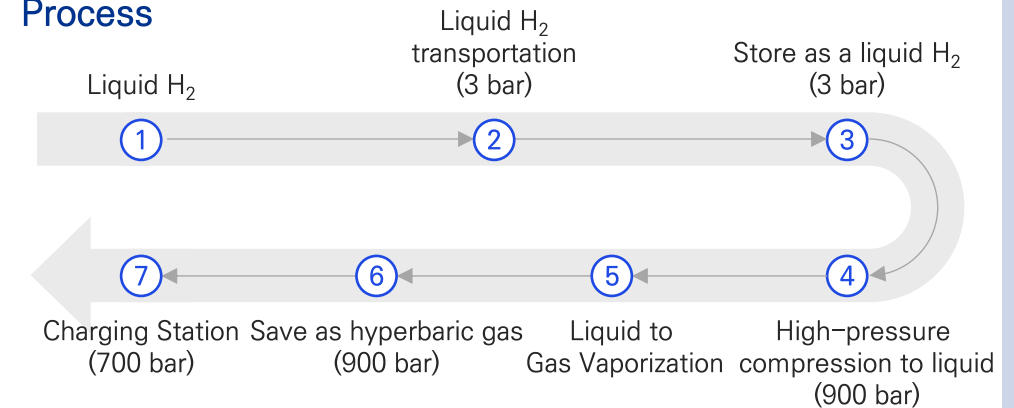 Process
Liquid H₂
Liquid H₂
transportation
(3 bar)
Store as a liquid H₂
(3 bar)
1
2
3
4
High-pressure
compression to liquid
(900 bar)
5
Liquid to
Gas Vaporization
6
Save as hyperbaric gas
(900 bar)
7
Charging Station
(700 bar)